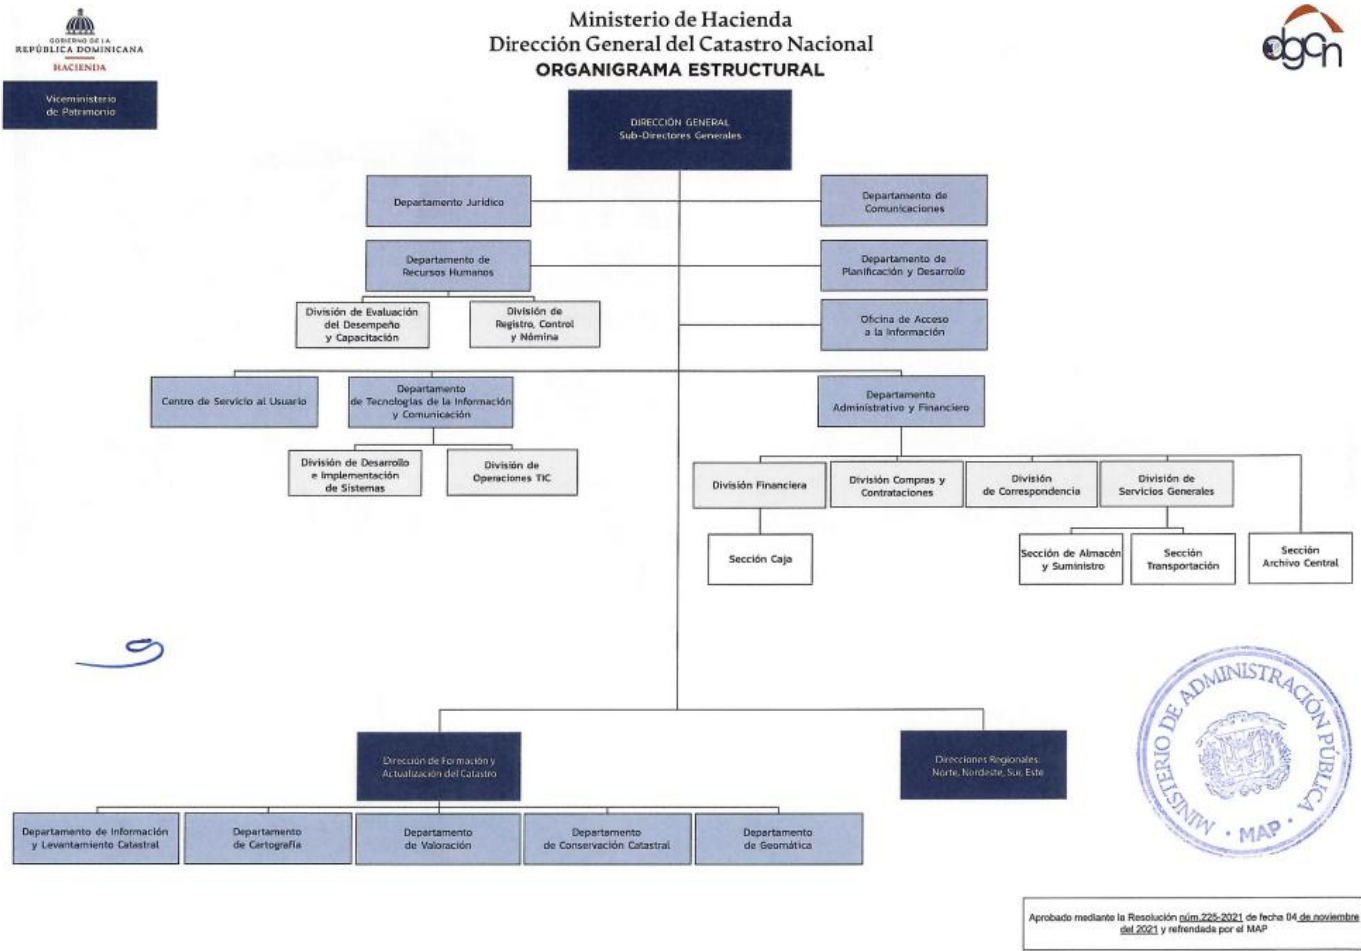 GOBIERNO DE LA
REPÚBLICA DOMINICANA
HACIENDA
Viceministerio
de Patrimonio
Ministerio de Hacienda
Dirección General del Catastro Nacional
ORGANIGRAMA ESTRUCTURAL
dgcn
DIRECCIÓN GENERAL
Sub-Directores Generales
Departamento Jurídico
Departamento de
Comunicaciones
Departamento de
Recursos Humanos
Departamento de
Planificación y Desarrollo
División de Evaluación
del Desempeño
y Capacitación
División de
Registro, Control
y Nómina
Oficina de Acceso
a la Información
Centro de Servicio al Usuario
Departamento
de Tecnologías de la Información
y Comunicación
Departamento
Administrativo y Financiero
División de Desarrollo
e Implementación
de Sistemas
División de
Operaciones TIC
División Financiera
División Compras y
Contrataciones
División
de Correspondencia
División de
Servicios Generales
Sección Caja
Sección de Almacén
y Suministro
Sección
Transportación
Sección
Archivo Central
Dirección de Formación y
Actualización del Catastro
Direcciones Regionales:
Norte, Nordeste, Sur, Este
Departamento de Información
y Levantamiento Catastral
Departamento
de Cartografía
Departamento
de Valoración
Departamento
de Conservación Catastral
Departamento
de Geomática
MINISTERIO DE ADMINISTRACIÓN PÚBLICA
· MAP ·
Aprobado mediante la Resolución núm.225-2021 de fecha 04 de noviembre
del 2021 y refrendada por el MAP